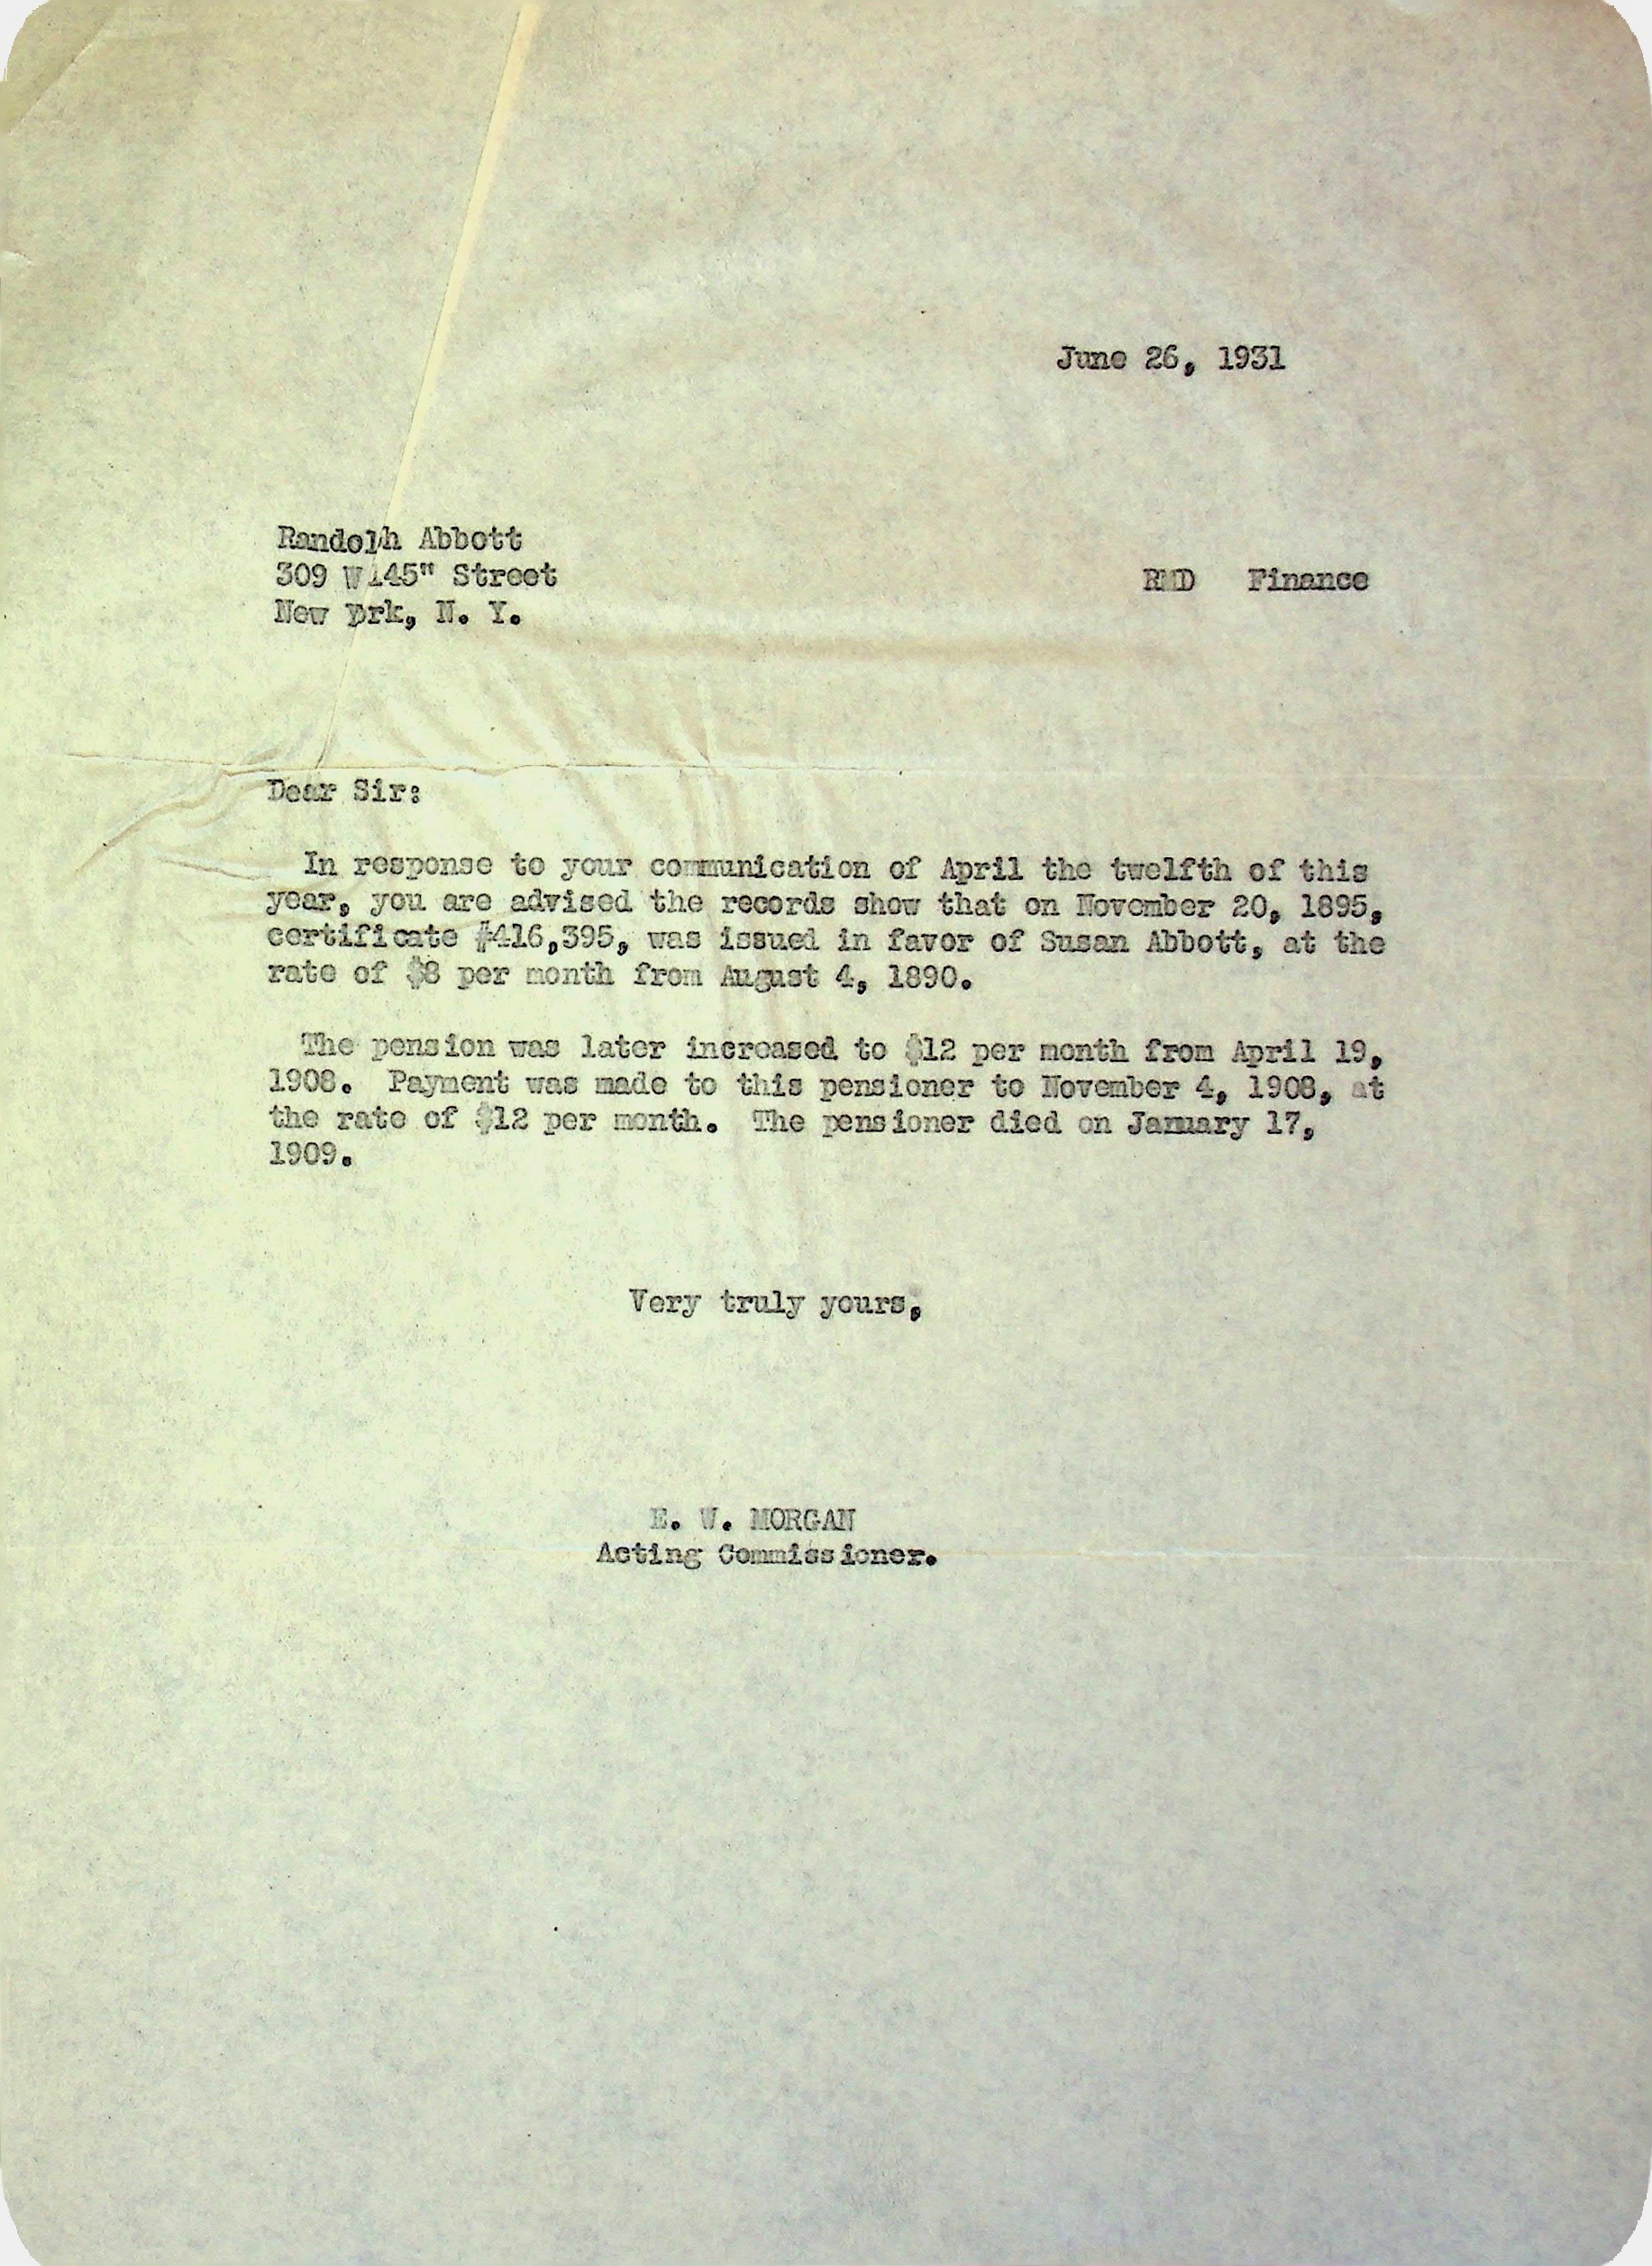 June 26, 1931
Randolph Abbott
309 W 145" Street
New York, N. Y.
Finance
Dear Sir:
In response to your communication of April the twelfth of this
year, you are advised the records show that on November 20, 1895,
certificate #416,395, was issued in favor of Susan Abbott, at the
rate of $8 per month from August 4, 1890.
The pension was later increased to $12 per month from April 19,
1908. Payment was made to this pensioner to November 4, 1908, at
the rate of $12 per month. The pensioner died on January 17,
1909.
Very truly yours,
E. W. MORGAN
Acting Commissioner.